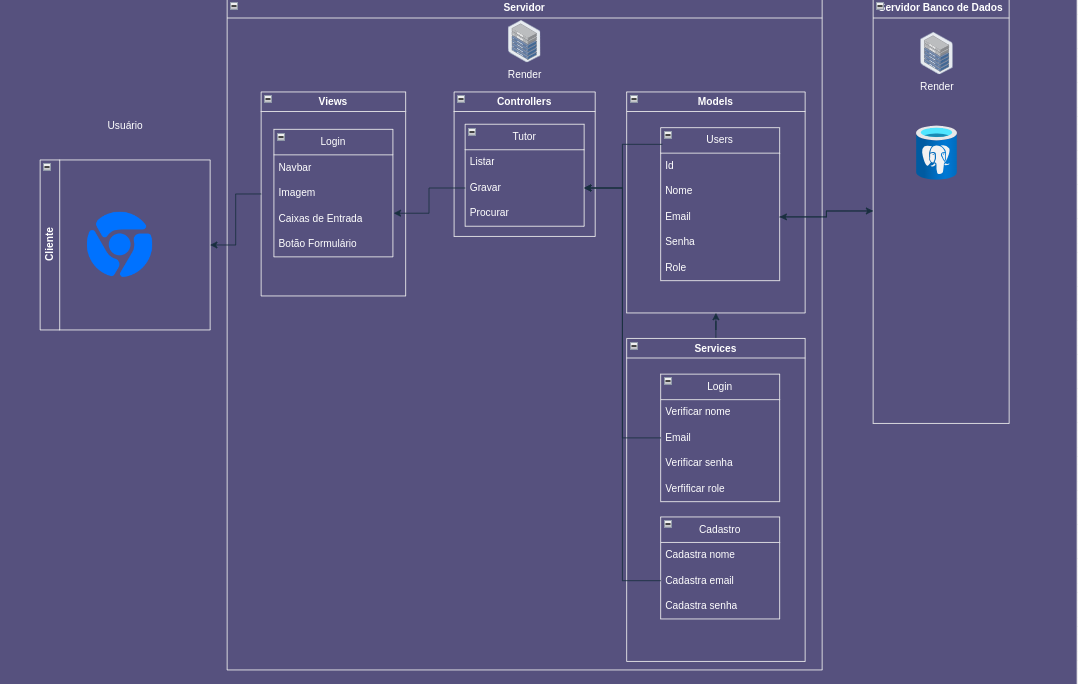 Servidor
Servidor Banco de Dados
Render
Render
Usuário
Cliente
Views
Login
Navbar
Imagem
Caixas de Entrada
Botão Formulário
Controllers
Tutor
Listar
Gravar
Procurar
Models
Users
Id
Nome
Email
Senha
Role
Services
Login
Verificar nome
Email
Verificar senha
Verfificar role
Cadastro
Cadastra nome
Cadastra email
Cadastra senha